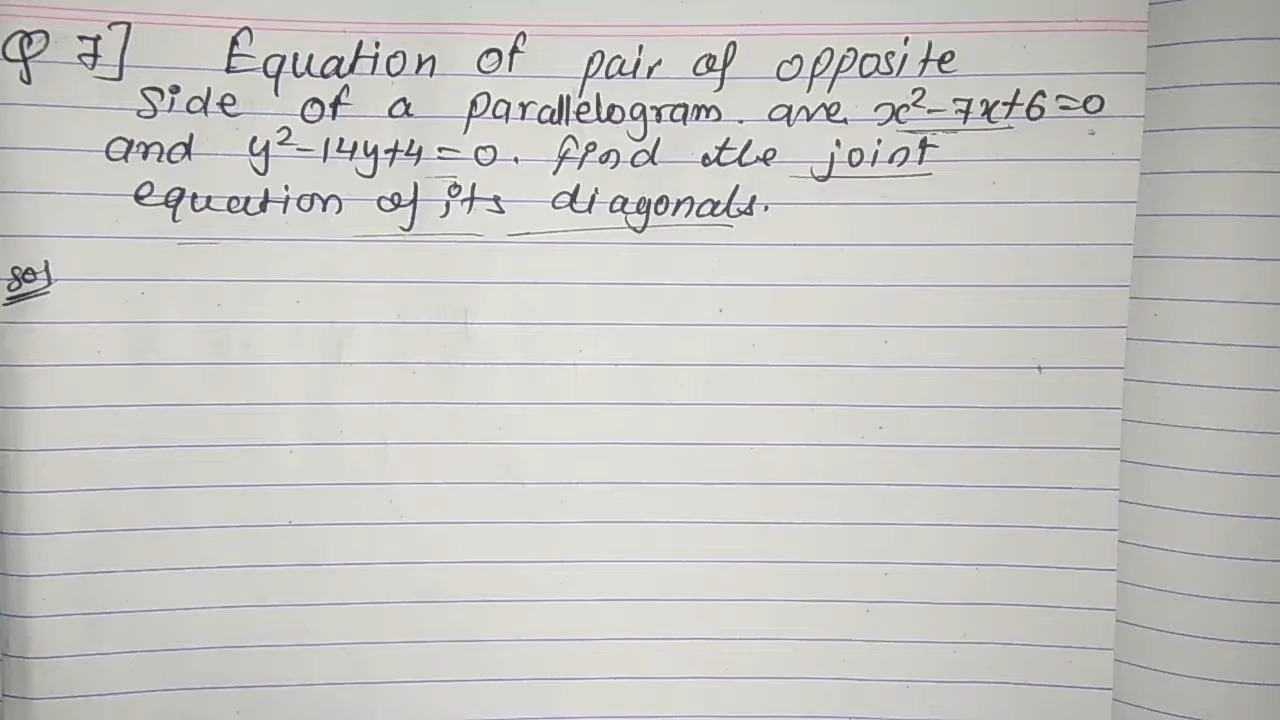 Q 7] Equation of pair of opposite
side of a parallelogram. are x²-7x+6=0
and y²-14y+4=0. find the joint
equation of its diagonals.
sol